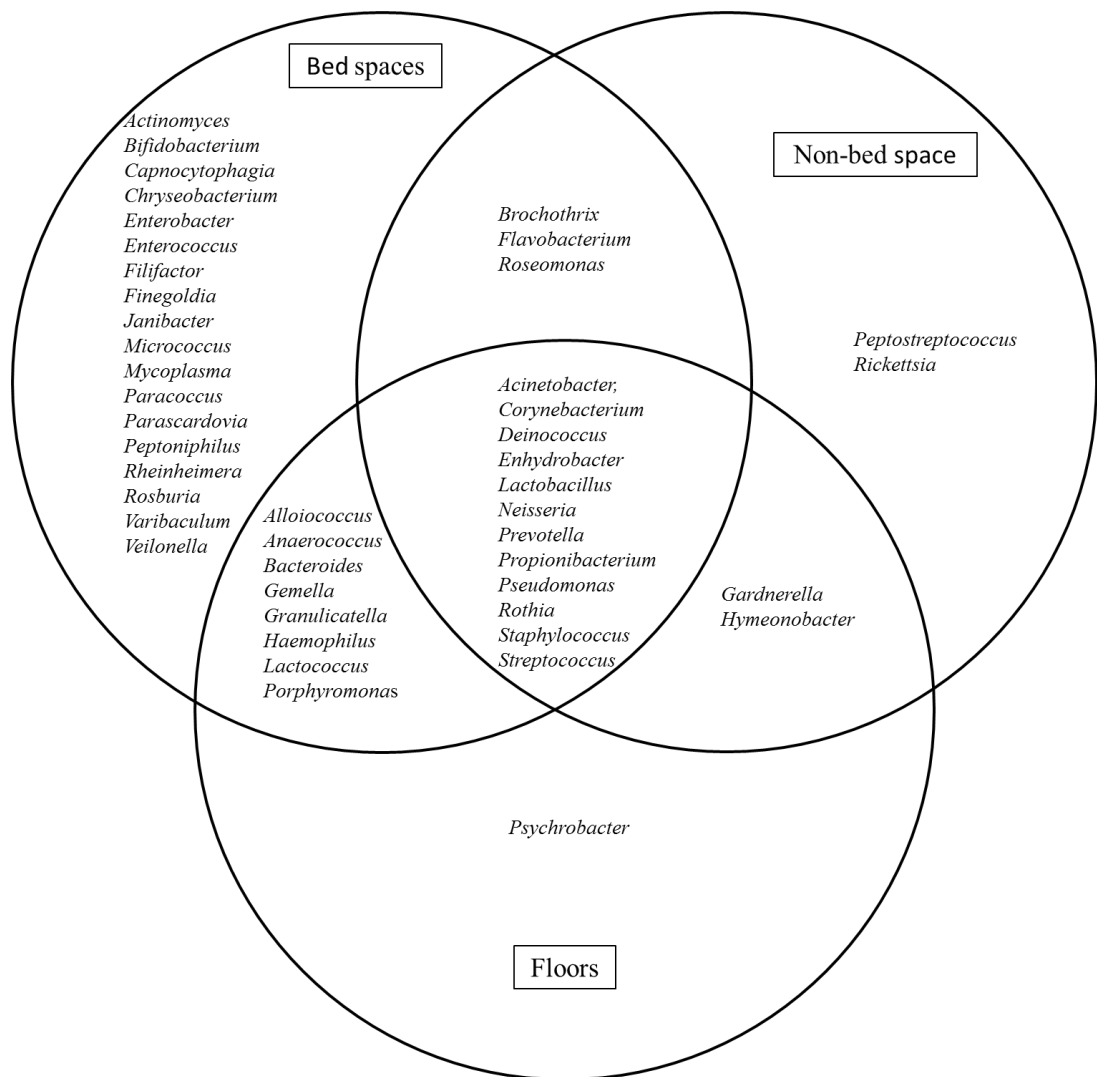 Bed spaces
Actinomyces
Bifidobacterium
Capnocytophagia
Chryseobacterium
Enterobacter
Enterococcus
Filifactor
Finegoldia
Janibacter
Micrococcus
Mycoplasma
Paracoccus
Parascardovia
Peptoniphilus
Rheinheimera
Rosburia
Varibaculum
Veilonella
Brochothrix
Flavobacterium
Roseomonas
Non-bed space
Peptostreptococcus
Rickettsia
Alloiococcus
Anaerococcus
Bacteroides
Gemella
Granulicatella
Haemophilus
Lactococcus
Porphyromonas
Acinetobacter,
Corynebacterium
Deinococcus
Enhydrobacter
Lactobacillus
Neisseria
Prevotella
Propionibacterium
Pseudomonas
Rothia
Staphylococcus
Streptococcus
Gardnerella
Hymeonobacter
Psychrobacter
Floors